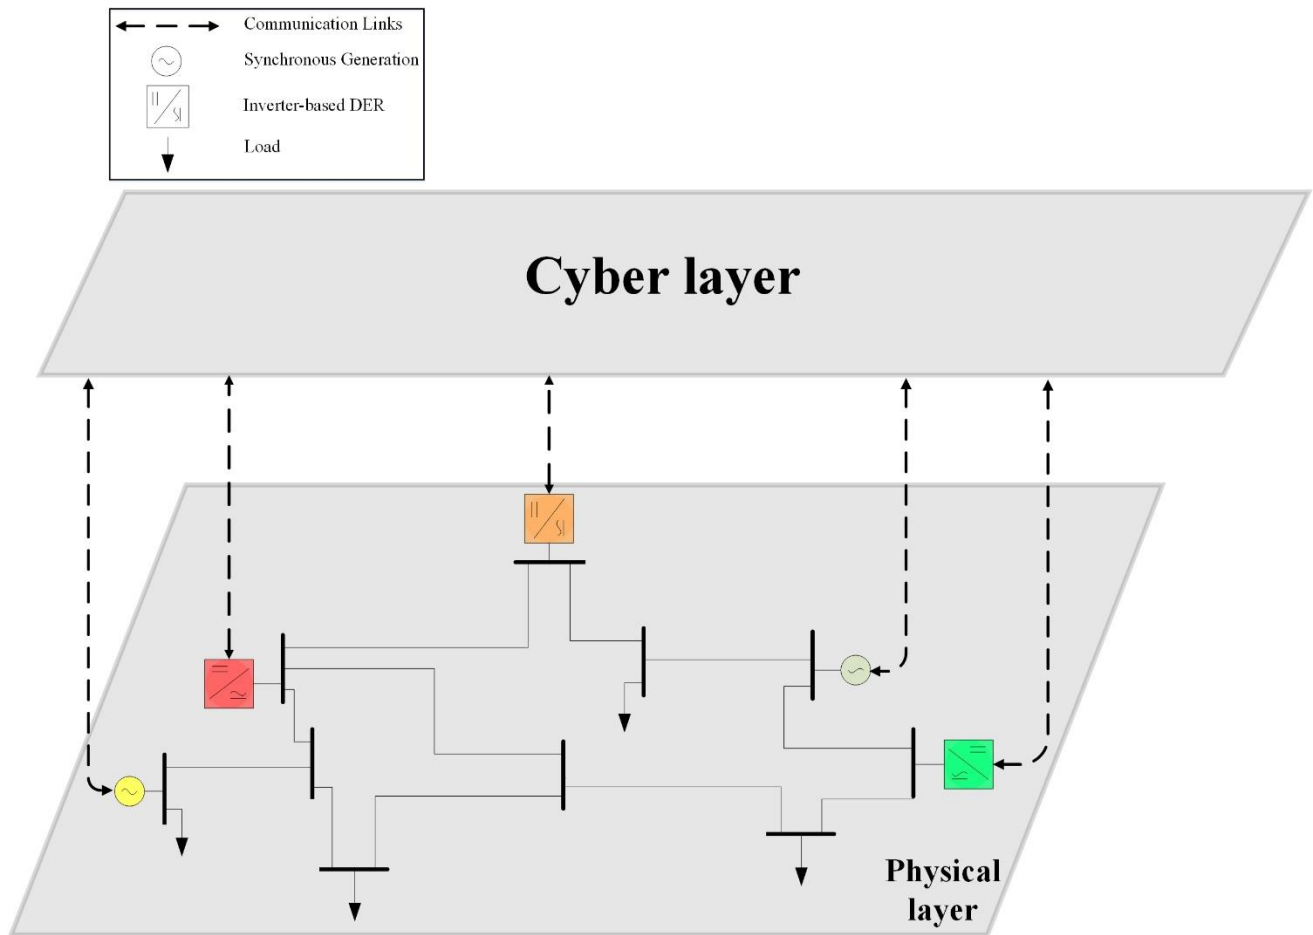 Communication Links
Synchronous Generation
Inverter-based DER
Load
Cyber layer
Physical
layer